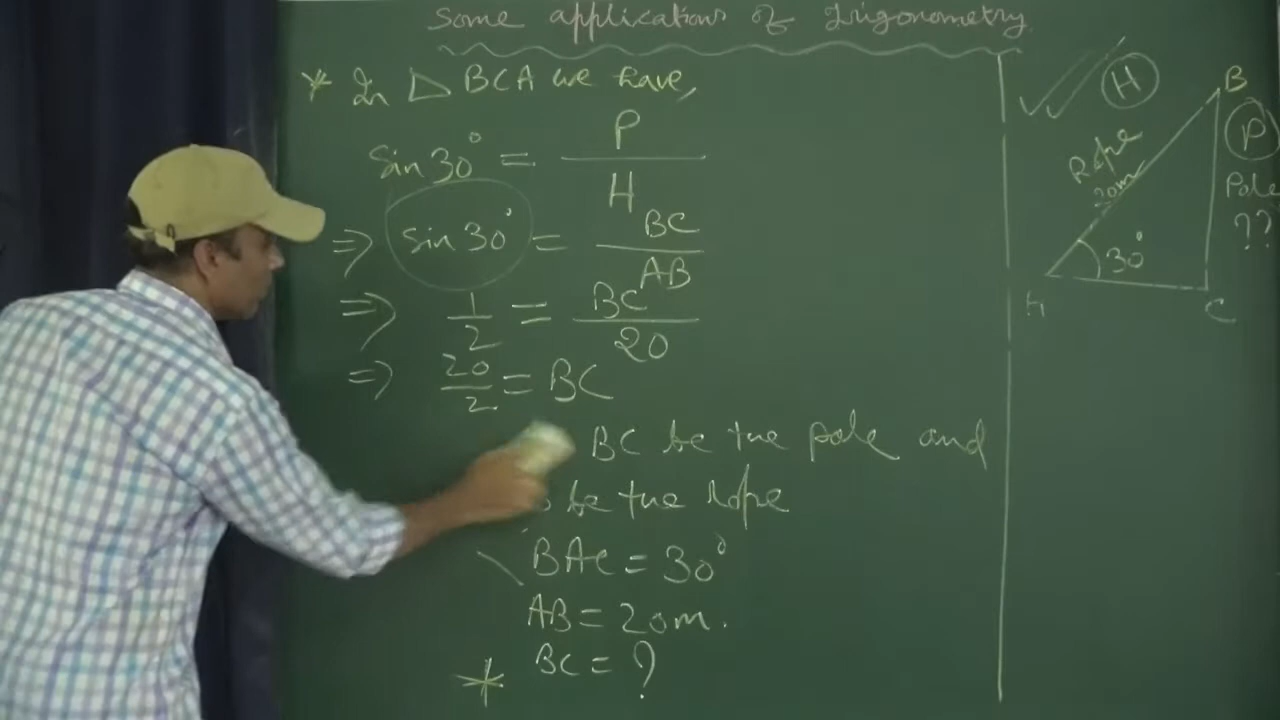 Some applications of trigonometry
* In △ BCA we have,
sin 30° = P / H
⇒ sin 30° = BC / AB
⇒ 1/2 = BC / 20
⇒ 20/2 = BC
BC be the pole and
be the rope
BAC = 30°
AB = 20m.
* BC = ?
✓✓ H
B
P
Rope
20m
Pole
??
30°
A
C